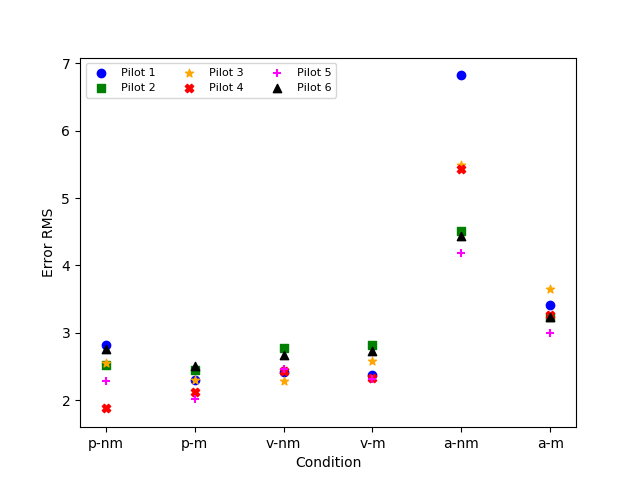 7
6
5
4
3
2
Error RMS
Pilot 1 Pilot 3 Pilot 5
Pilot 2 Pilot 4 Pilot 6
p-nm p-m v-nm v-m a-nm a-m
Condition